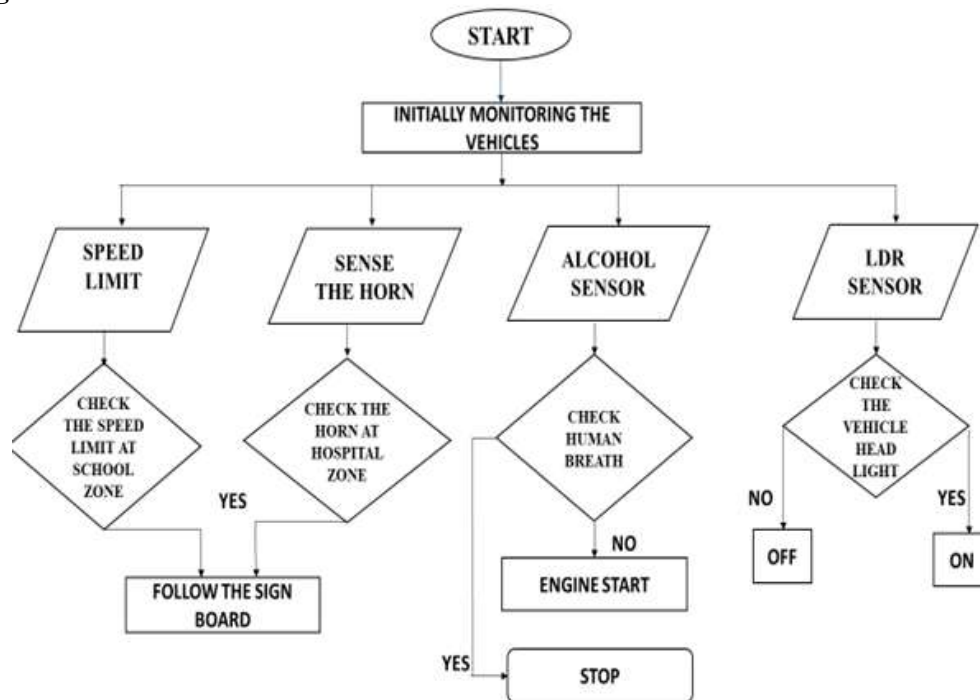 START
INITIALLY MONITORING THE
VEHICLES
SPEED
LIMIT
SENSE
THE HORN
ALCOHOL
SENSOR
LDR
SENSOR
CHECK
THE SPEED
LIMIT AT
SCHOOL
ZONE
CHECK THE
HORN AT
HOSPITAL
ZONE
CHECK
HUMAN
BREATH
CHECK
THE
VEHICLE
HEAD
LIGHT
YES
NO
NO
YES
FOLLOW THE SIGN
BOARD
ENGINE START
OFF
ON
YES
STOP